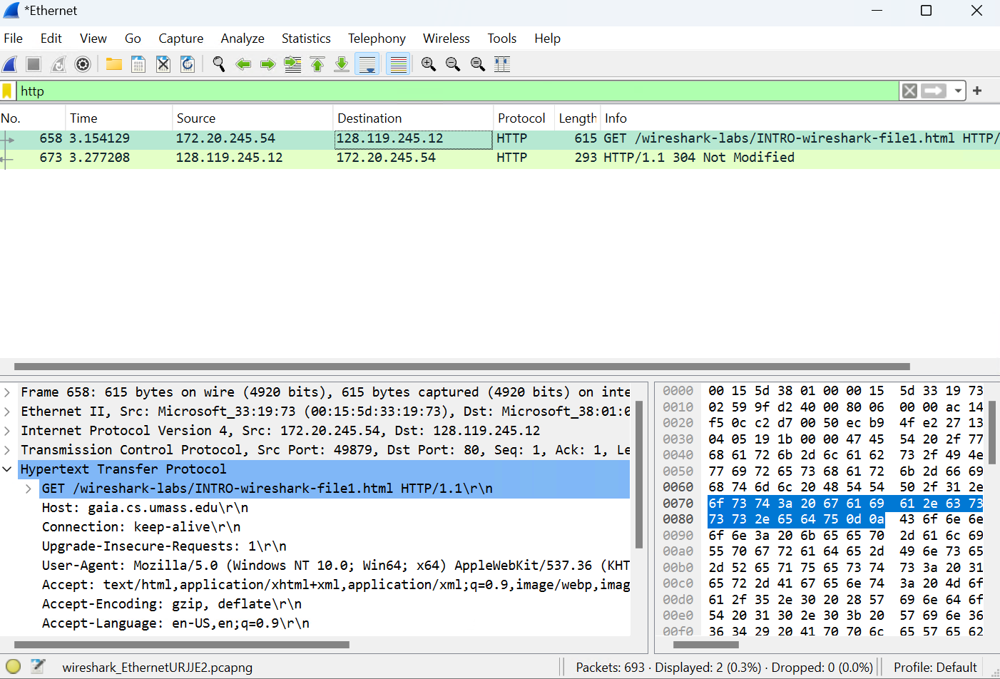 *Ethernet
File Edit View Go Capture Analyze Statistics Telephony Wireless Tools Help
http
No. Time Source Destination Protocol Length Info
658 3.154129 172.20.245.54 128.119.245.12 HTTP 615 GET /wireshark-labs/INTRO-wireshark-file1.html HTTP/
673 3.277208 128.119.245.12 172.20.245.54 HTTP 293 HTTP/1.1 304 Not Modified
Frame 658: 615 bytes on wire (4920 bits), 615 bytes captured (4920 bits) on inte
Ethernet II, Src: Microsoft_33:19:73 (00:15:5d:33:19:73), Dst: Microsoft_38:01:0
Internet Protocol Version 4, Src: 172.20.245.54, Dst: 128.119.245.12
Transmission Control Protocol, Src Port: 49879, Dst Port: 80, Seq: 1, Ack: 1, Le
Hypertext Transfer Protocol
GET /wireshark-labs/INTRO-wireshark-file1.html HTTP/1.1\r\n
Host: gaia.cs.umass.edu\r\n
Connection: keep-alive\r\n
Upgrade-Insecure-Requests: 1\r\n
User-Agent: Mozilla/5.0 (Windows NT 10.0; Win64; x64) AppleWebKit/537.36 (KHT
Accept: text/html,application/xhtml+xml,application/xml;q=0.9,image/webp,imag
Accept-Encoding: gzip, deflate\r\n
Accept-Language: en-US,en;q=0.9\r\n
0000 00 15 5d 38 01 00 00 15 5d 33 19 73
0010 02 59 9f d2 40 00 80 06 00 00 ac 14
0020 f5 0c c2 d7 00 50 ec b9 4f e2 27 13
0030 04 05 19 1b 00 00 47 45 54 20 2f 77
0040 68 61 72 6b 2d 6c 61 62 73 2f 49 4e
0050 77 69 72 65 73 68 61 72 6b 2d 66 69
0060 68 74 6d 6c 20 48 54 54 50 2f 31 2e
0070 6f 73 74 3a 20 67 61 69 61 2e 63 73
0080 73 73 2e 65 64 75 0d 0a 43 6f 6e 6e
0090 6f 6e 3a 20 6b 65 65 70 2d 61 6c 69
00a0 55 70 67 72 61 64 65 2d 49 6e 73 65
00b0 2d 52 65 71 75 65 73 74 73 3a 20 31
00c0 65 72 2d 41 67 65 6e 74 3a 20 4d 6f
00d0 61 2f 35 2e 30 20 28 57 69 6e 64 6f
00e0 54 20 31 30 2e 30 3b 20 57 69 6e 36
00f0 36 34 29 20 41 70 70 6c 65 57 65 62
wireshark_EthernetURJJE2.pcapng
Packets: 693 · Displayed: 2 (0.3%) · Dropped: 0 (0.0%)
Profile: Default